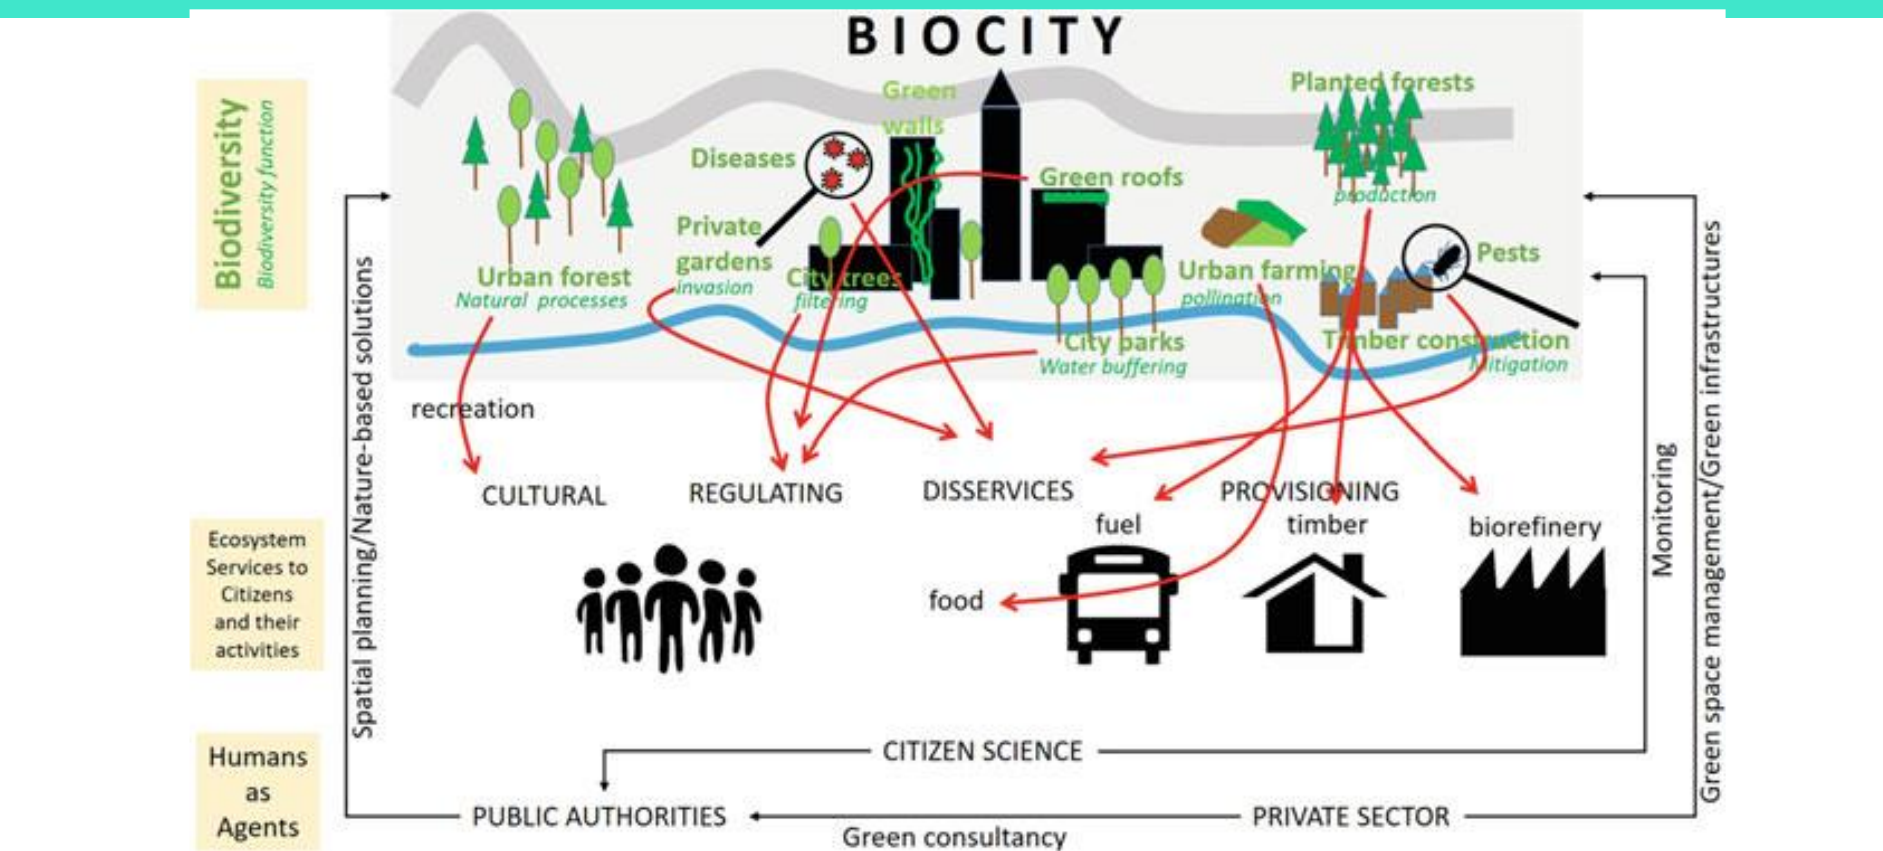 BIOCITY
Biodiversity
Biodiversity function
Green
walls
Planted forests
production
Diseases
Green roofs
Private
gardens
invasion
City trees
filtering
Urban forest
Natural processes
Urban farming
pollination
Pests
City parks
Water buffering
Timber construction
Mitigation
recreation
CULTURAL
REGULATING
DISSERVICES
PROVISIONING
fuel
timber
biorefinery
food
Ecosystem
Services to
Citizens
and their
activities
Spatial planning/Nature-based solutions
Monitoring
Green space management/Green infrastructures
Humans
as
Agents
CITIZEN SCIENCE
PUBLIC AUTHORITIES
PRIVATE SECTOR
Green consultancy